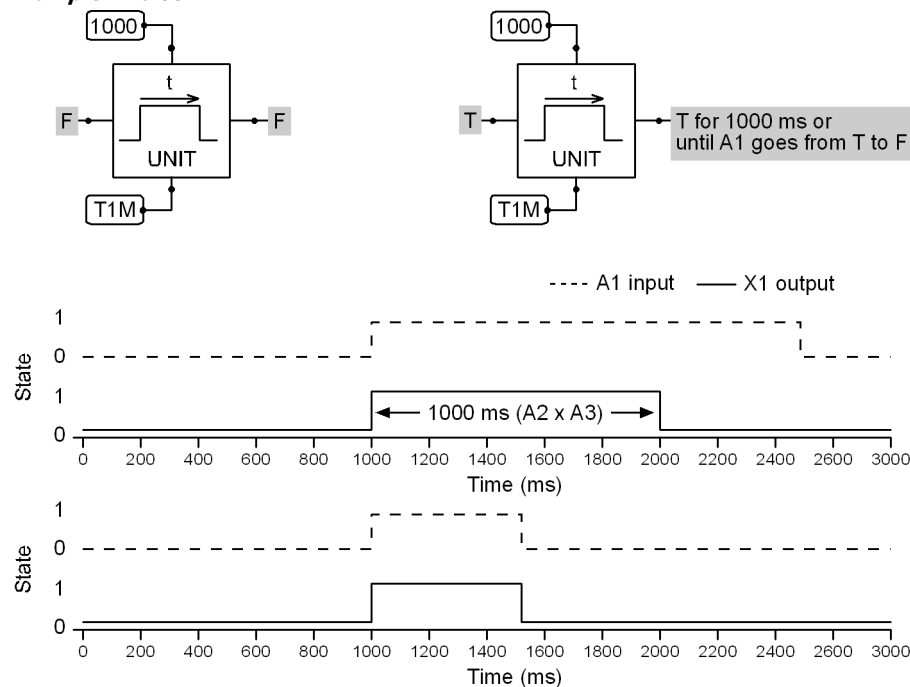 1000
1000
t
t
F
F
T
T for 1000 ms or
until A1 goes from T to F
UNIT
UNIT
T1M
T1M
A1 input
X1 output
1
0
State
1
1000 ms (A2 x A3)
0
0 200 400 600 800 1000 1200 1400 1600 1800 2000 2200 2400 2600 2800 3000
Time (ms)
1
0
State
1
0
0 200 400 600 800 1000 1200 1400 1600 1800 2000 2200 2400 2600 2800 3000
Time (ms)